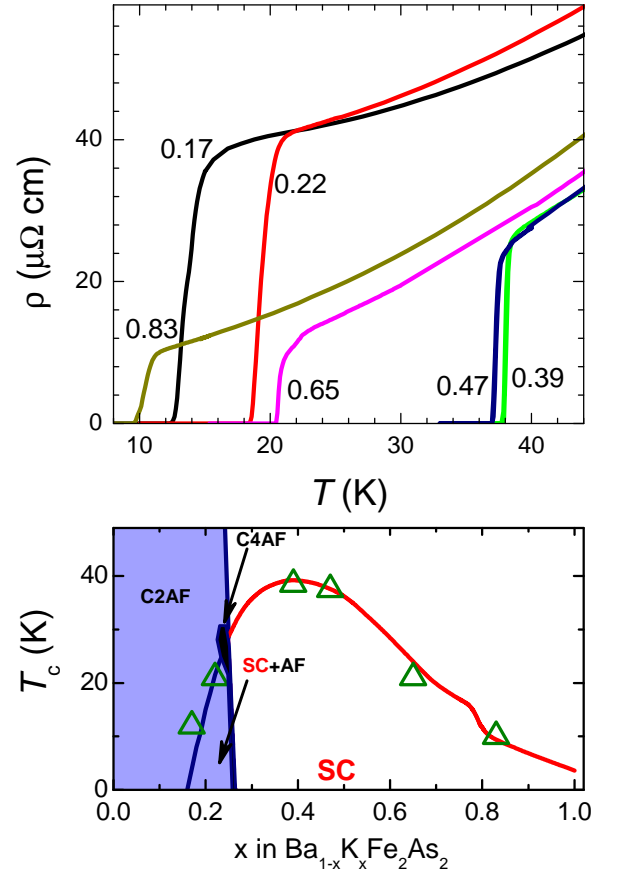 40
20
0
ρ (μΩ cm)
0.17
0.22
0.83
0.65
0.47
0.39
10
20
30
40
T (K)
40
20
0
T_c (K)
C4AF
C2AF
SC+AF
SC
0.0
0.2
0.4
0.6
0.8
1.0
x in Ba₁₋ₓKₓFe₂As₂